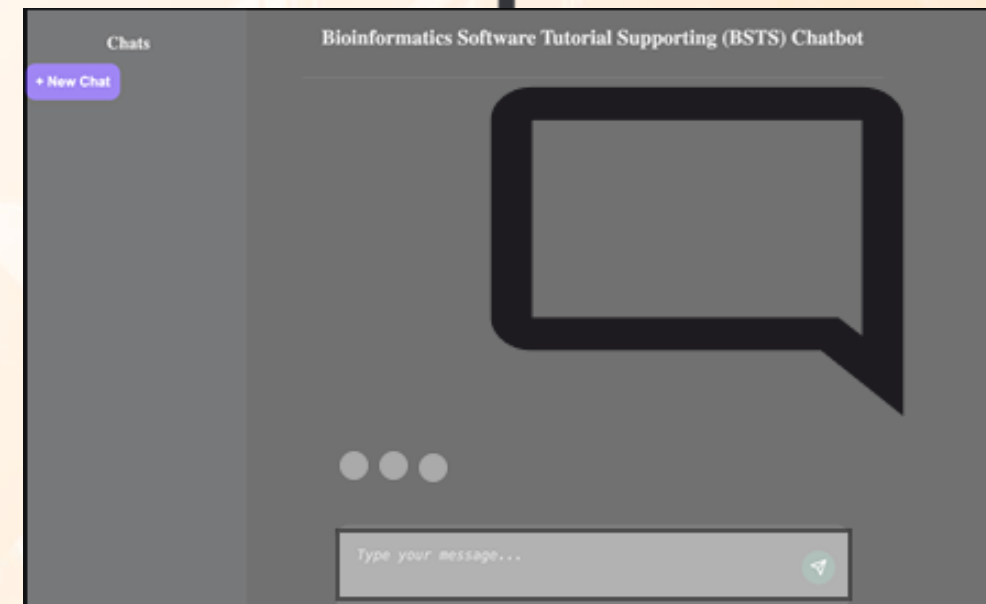 Chats
+ New Chat
Bioinformatics Software Tutorial Supporting (BSTS) Chatbot
Type your message...